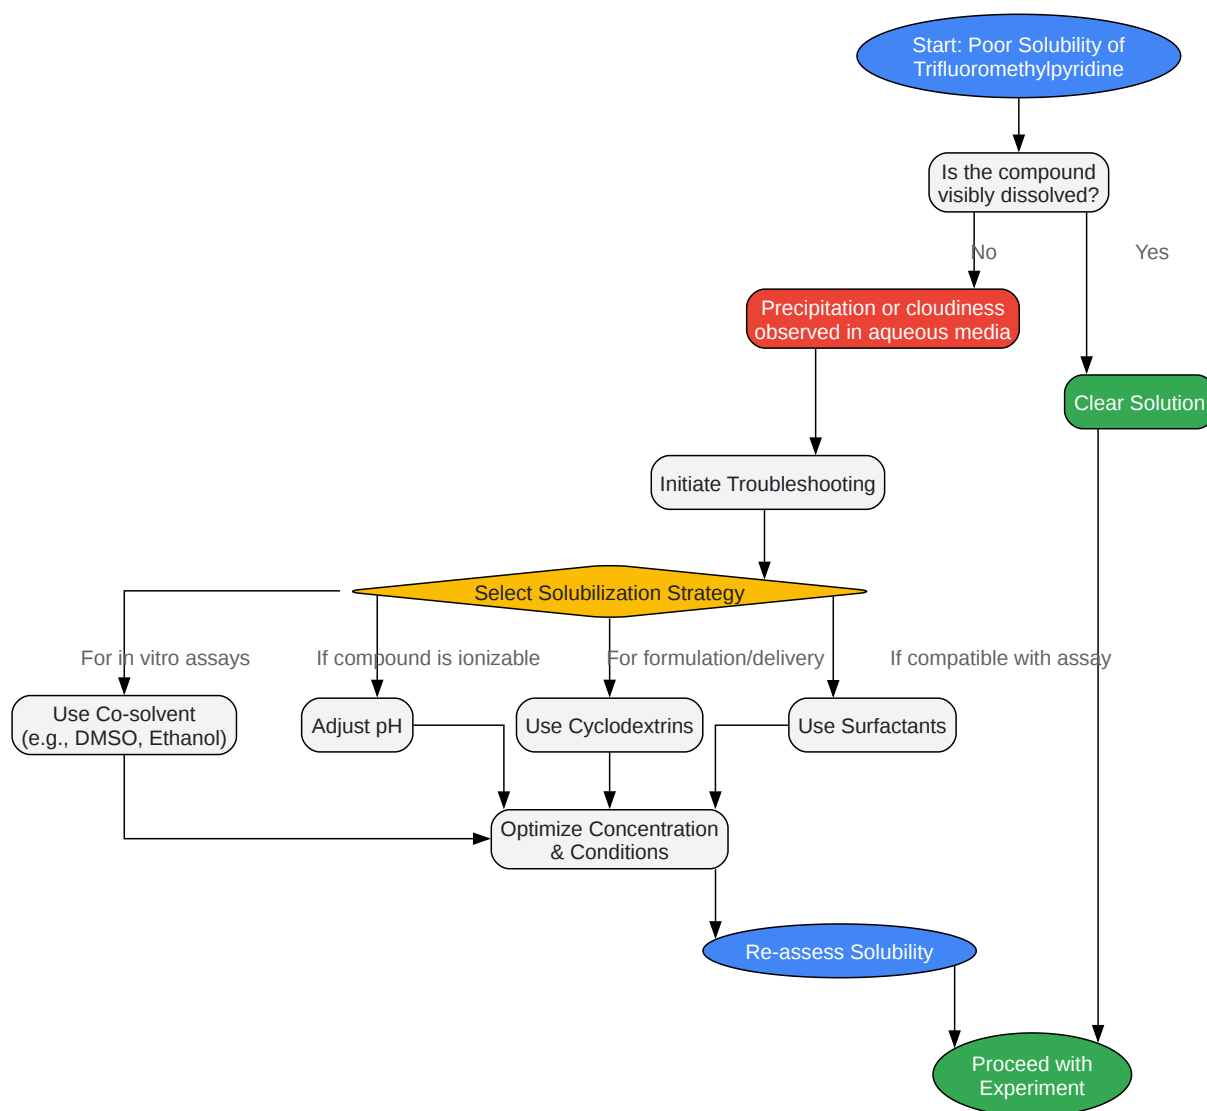 Start: Poor Solubility of
Trifluoromethylpyridine
Is the compound
visibly dissolved?
No
Yes
Precipitation or cloudiness
observed in aqueous media
Clear Solution
Initiate Troubleshooting
Select Solubilization Strategy
For in vitro assays
If compound is ionizable
For formulation/delivery
If compatible with assay
Use Co-solvent
(e.g., DMSO, Ethanol)
Adjust pH
Use Cyclodextrins
Use Surfactants
Optimize Concentration
& Conditions
Re-assess Solubility
Proceed with
Experiment